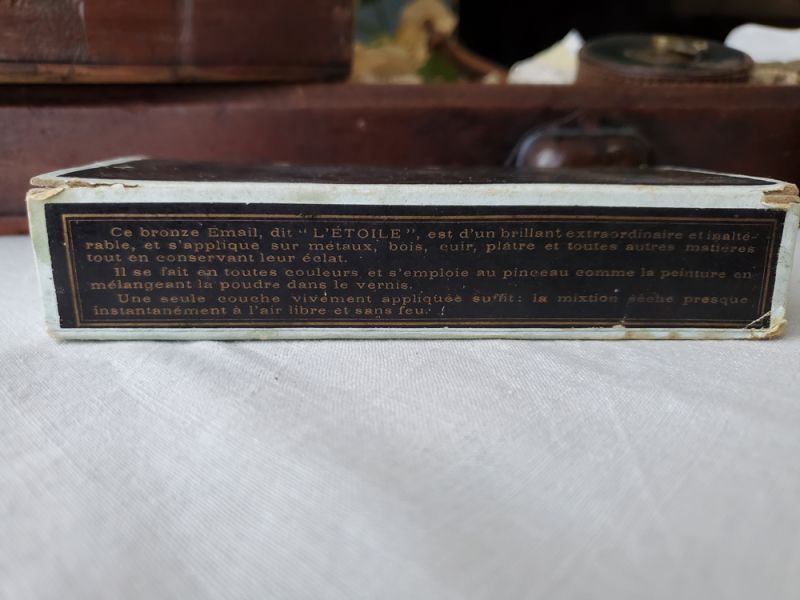 Ce bronze Émail, dit "L'ÉTOILE", est d'un brillant extraordinaire et inalté-
rable, et s'applique sur métaux, bois, cuir, plâtre et toutes autres matières
tout en conservant leur éclat.
Il se fait en toutes couleurs et s'emploie au pinceau comme la peinture en
mélangeant la poudre dans le vernis.
Une seule couche vivement appliquée suffit: la mixtion sèche presque
instantanément à l'air libre et sans feu.